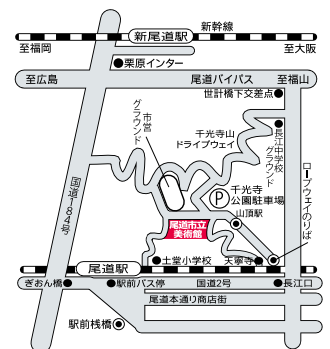 新幹線
新尾道駅
至福岡
至大阪
栗原インター
至広島
尾道バイパス
至福山
世計橋下交差点
市営
グラウンド
千光寺山
ドライブウェイ
長江中学校
グラウンド
国道184号
ロープウェイのりば
P
千光寺
公園駐車場
山頂駅
尾道市立
美術館
土堂小学校
天寧寺
尾道駅
ぎおん橋
駅前バス停
国道2号
長江口
尾道本通り商店街
駅前桟橋